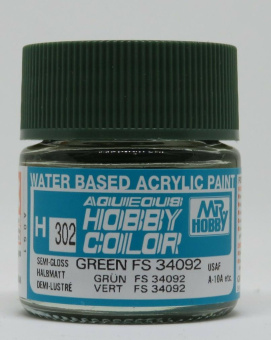 WATER BASED ACRYLIC PAINT
AQUEOUS
HOBBY
COLOR
H 302
MR.
HOBBY
SEMI-GLOSS
HALBMATT
DEMI-LUSTRÉ
GREEN FS 34092
GRÜN FS 34092
VERT FS 34092
USAF
A-10A etc.